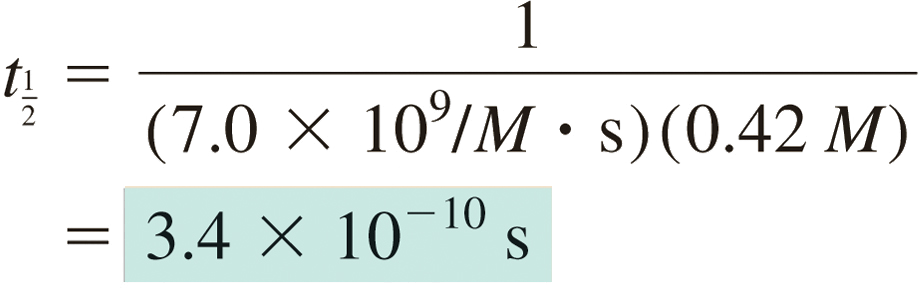 t½ = 1 / (7.0 × 10⁹/M · s)(0.42 M)
= 3.4 × 10⁻¹⁰ s